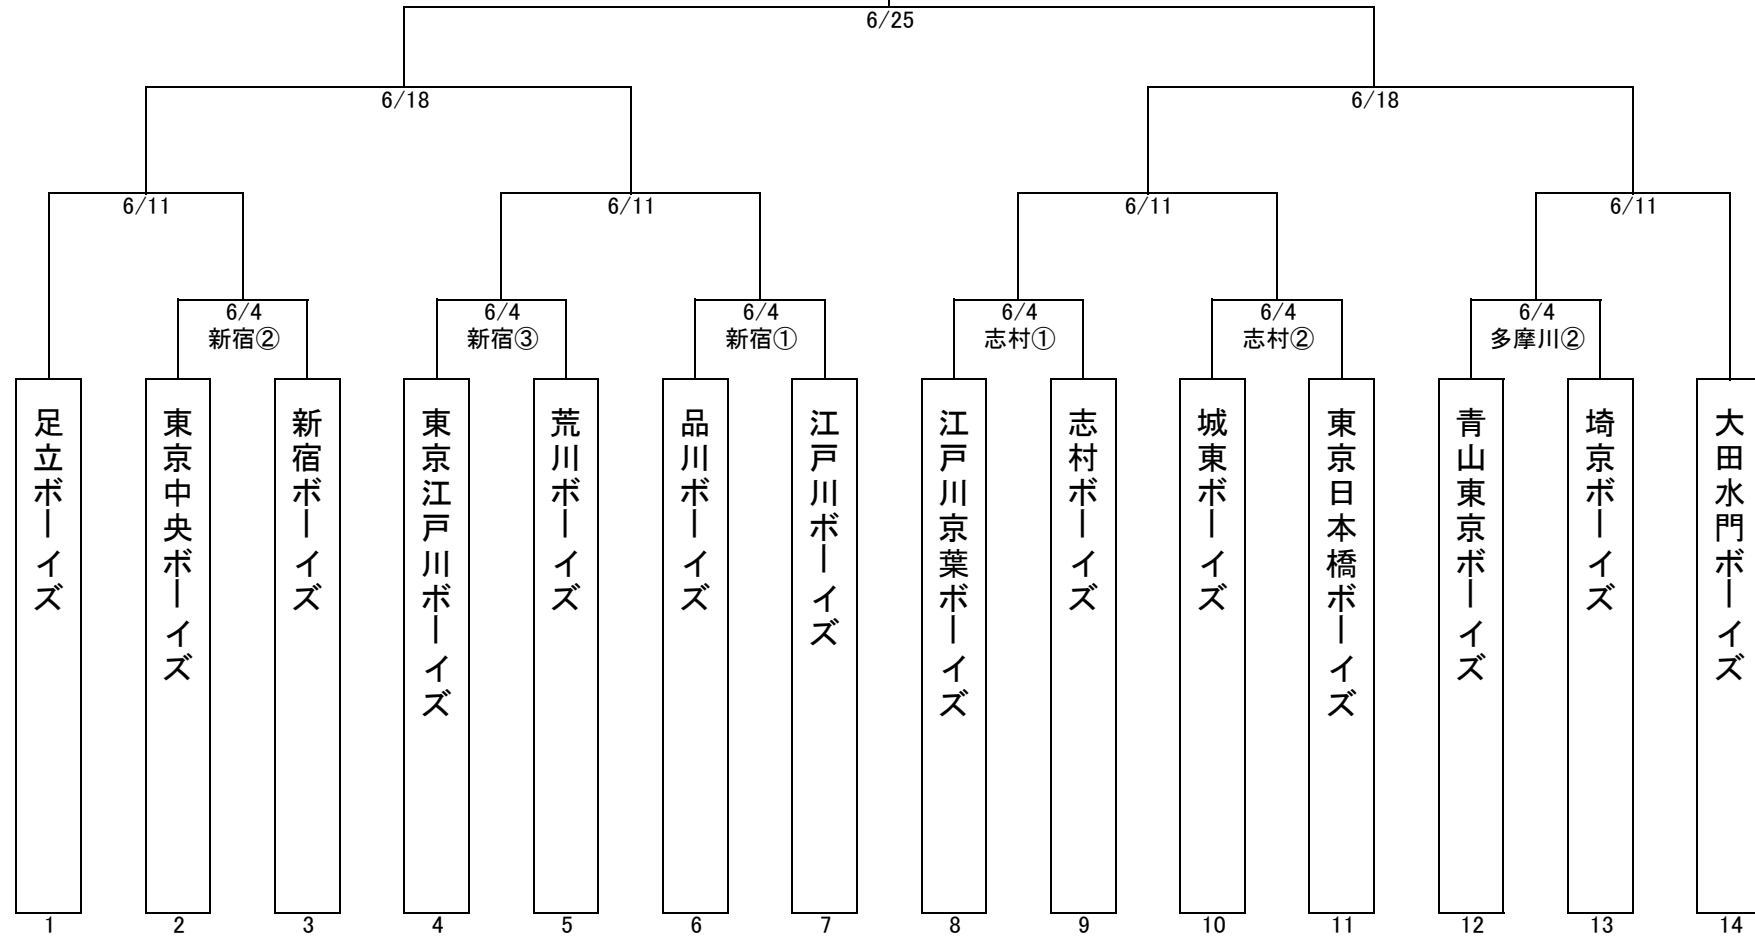 6/25
6/18
6/18
6/11
6/11
6/11
6/11
6/4
新宿②
6/4
新宿③
6/4
新宿①
6/4
志村①
6/4
志村②
6/4
多摩川②
足立ボーイズ
東京中央ボーイズ
新宿ボーイズ
東京江戸川ボーイズ
荒川ボーイズ
品川ボーイズ
江戸川ボーイズ
江戸川京葉ボーイズ
志村ボーイズ
城東ボーイズ
東京日本橋ボーイズ
青山東京ボーイズ
埼京ボーイズ
大田水門ボーイズ
1
2
3
4
5
6
7
8
9
10
11
12
13
14